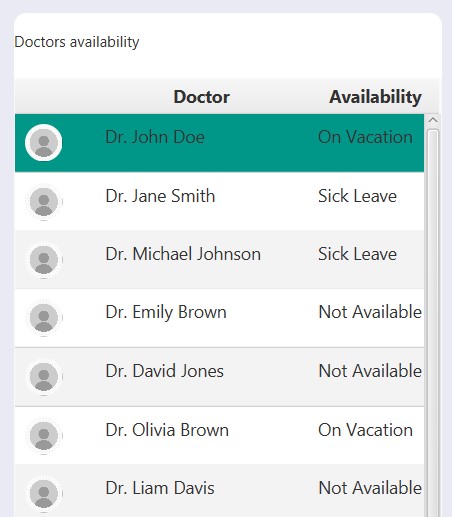 Doctors availability
Doctor Availability
Dr. John Doe On Vacation
Dr. Jane Smith Sick Leave
Dr. Michael Johnson Sick Leave
Dr. Emily Brown Not Available
Dr. David Jones Not Available
Dr. Olivia Brown On Vacation
Dr. Liam Davis Not Available